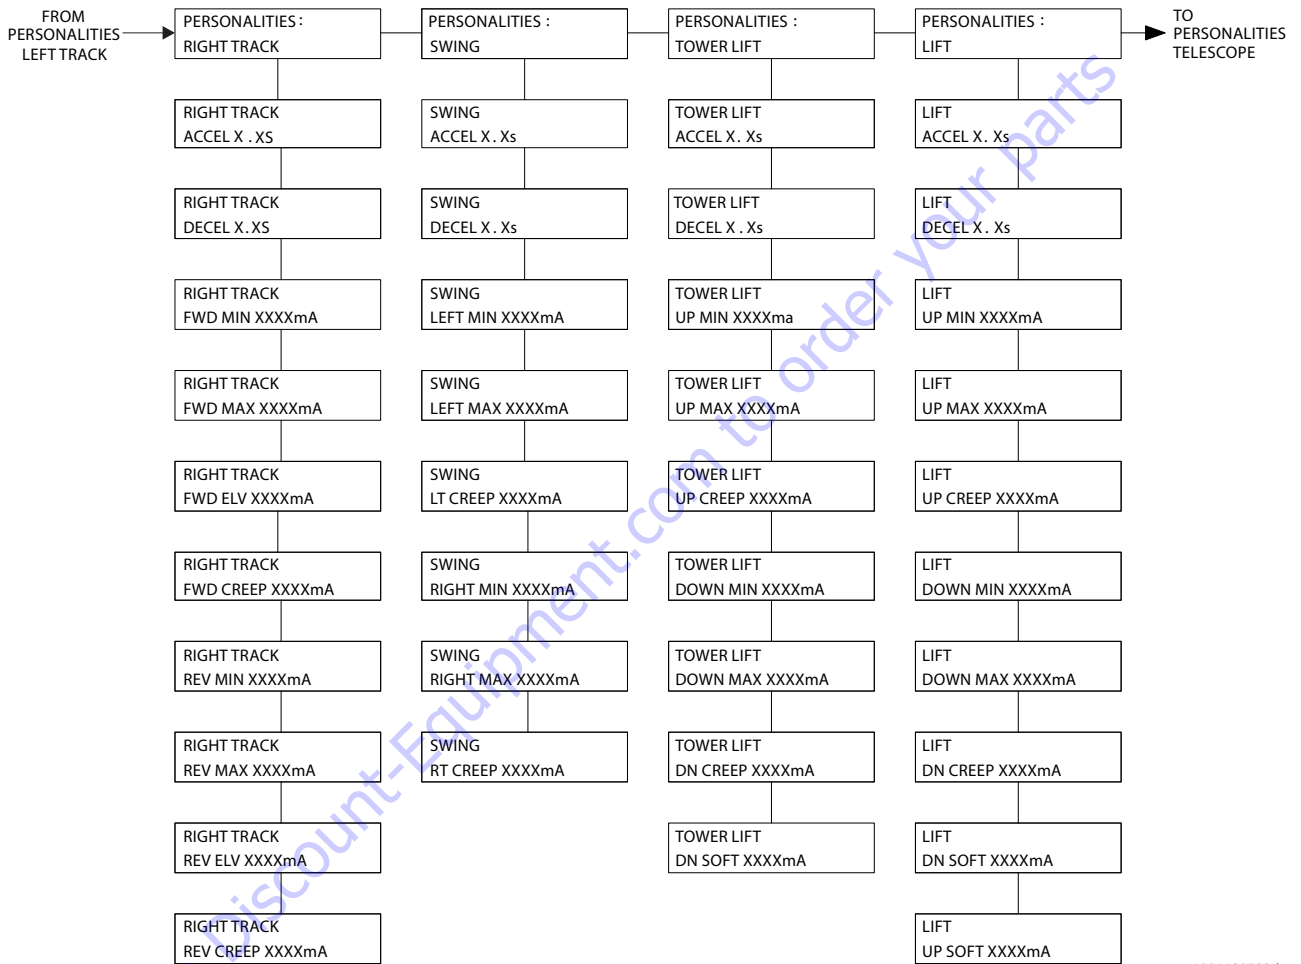 FROM
PERSONALITIES
LEFT TRACK
PERSONALITIES :
RIGHT TRACK
RIGHT TRACK
ACCEL X . XS
RIGHT TRACK
DECEL X. XS
RIGHT TRACK
FWD MIN XXXXmA
RIGHT TRACK
FWD MAX XXXXmA
RIGHT TRACK
FWD ELV XXXXmA
RIGHT TRACK
FWD CREEP XXXXmA
RIGHT TRACK
REV MIN XXXXmA
RIGHT TRACK
REV MAX XXXXmA
RIGHT TRACK
REV ELV XXXXmA
RIGHT TRACK
REV CREEP XXXXmA
PERSONALITIES :
SWING
SWING
ACCEL X . Xs
SWING
DECEL X . Xs
SWING
LEFT MIN XXXXmA
SWING
LEFT MAX XXXXmA
SWING
LT CREEP XXXXmA
SWING
RIGHT MIN XXXXmA
SWING
RIGHT MAX XXXXmA
SWING
RT CREEP XXXXmA
PERSONALITIES :
TOWER LIFT
TOWER LIFT
ACCEL X . Xs
TOWER LIFT
DECEL X . Xs
TOWER LIFT
UP MIN XXXXma
TOWER LIFT
UP MAX XXXXmA
TOWER LIFT
UP CREEP XXXXmA
TOWER LIFT
DOWN MIN XXXXmA
TOWER LIFT
DOWN MAX XXXXmA
TOWER LIFT
DN CREEP XXXXmA
TOWER LIFT
DN SOFT XXXXmA
PERSONALITIES :
LIFT
LIFT
ACCEL X . Xs
LIFT
DECEL X . Xs
LIFT
UP MIN XXXXmA
LIFT
UP MAX XXXXmA
LIFT
UP CREEP XXXXmA
LIFT
DOWN MIN XXXXmA
LIFT
DOWN MAX XXXXmA
LIFT
DN CREEP XXXXmA
LIFT
DN SOFT XXXXmA
LIFT
UP SOFT XXXXmA
TO
PERSONALITIES
TELESCOPE
Discount-Equipment.com to order your parts